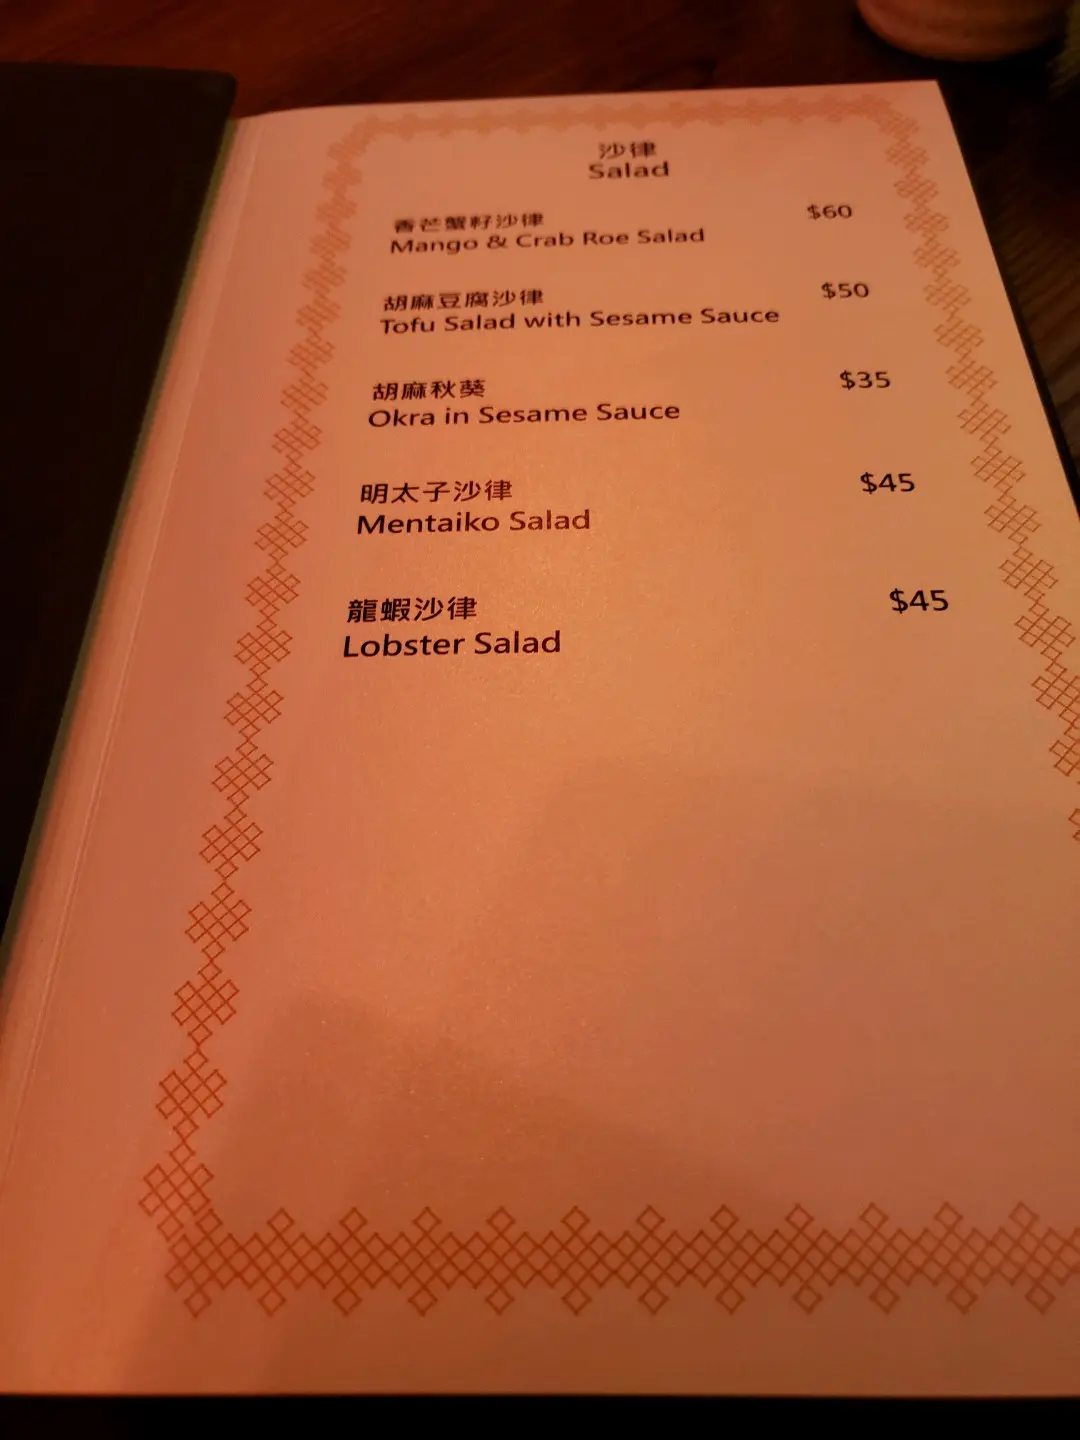 沙律
Salad
香芒蟹籽沙律 $60
Mango & Crab Roe Salad
胡麻豆腐沙律 $50
Tofu Salad with Sesame Sauce
胡麻秋葵 $35
Okra in Sesame Sauce
明太子沙律 $45
Mentaiko Salad
龍蝦沙律 $45
Lobster Salad